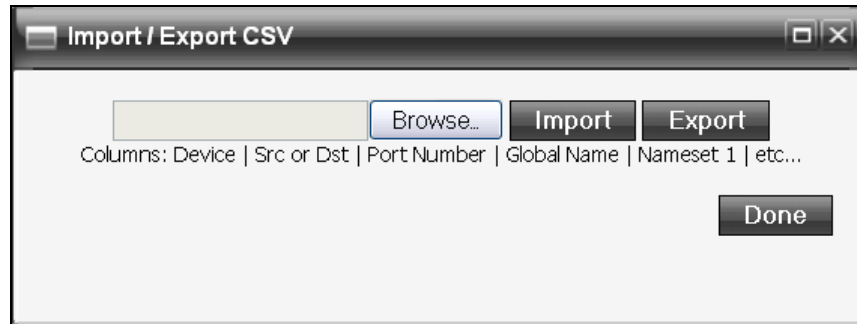 Import / Export CSV
Browse... Import Export
Columns: Device | Src or Dst | Port Number | Global Name | Nameset 1 | etc...
Done